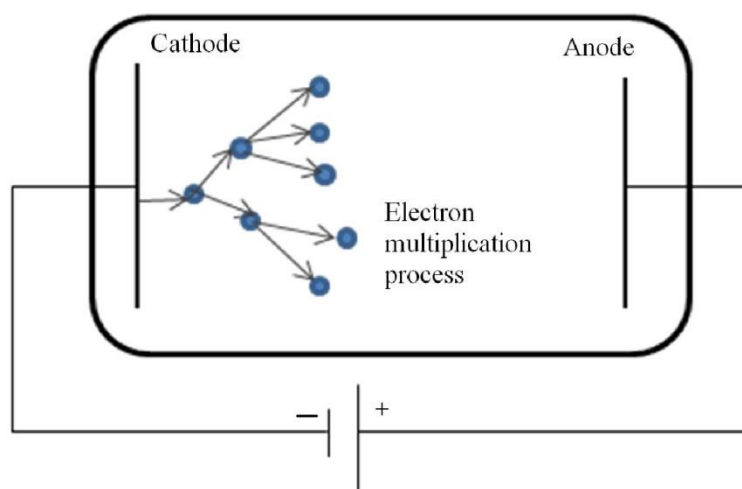 Cathode
Anode
Electron
multiplication
process
− +